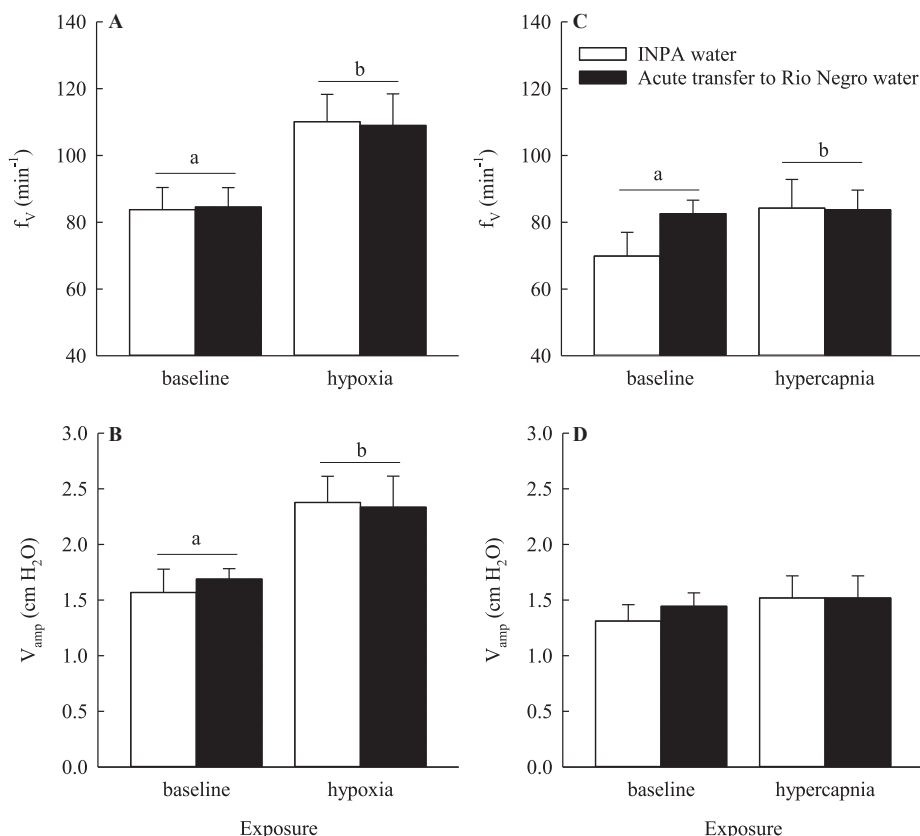 A
140
120
100
80
60
40
f_V (min^-1)
a
b
baseline
hypoxia
C
INPA water
Acute transfer to Rio Negro water
140
120
100
80
60
40
f_V (min^-1)
a
b
baseline
hypercapnia
B
3.0
2.5
2.0
1.5
1.0
0.5
0.0
V_amp (cm H_2O)
a
b
baseline
hypoxia
Exposure
D
3.0
2.5
2.0
1.5
1.0
0.5
0.0
V_amp (cm H_2O)
baseline
hypercapnia
Exposure